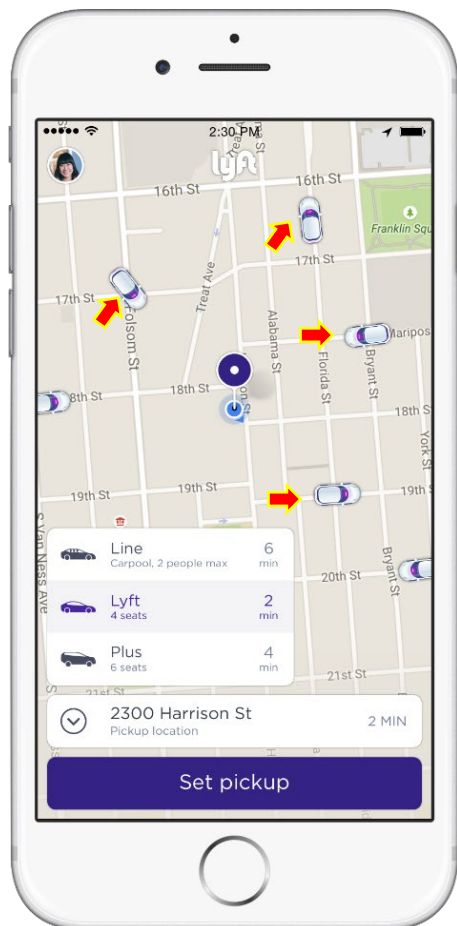 2:30 PM
lyft
16th St
16th St
Franklin Squ
Treat Ave
17th St
17th St
Folsom St
Alabama St
Florida St
Maripos
Bryant St
18th St
8th St
18th S
York St
19th St
19th St
19th
S Van Ness Ave
Line
6
Carpool, 2 people max
min
Bryant St
20th St
Lyft
2
4 seats
min
Plus
4
6 seats
min
21st St
21st St
2300 Harrison St
2 MIN
Pickup location
Set pickup